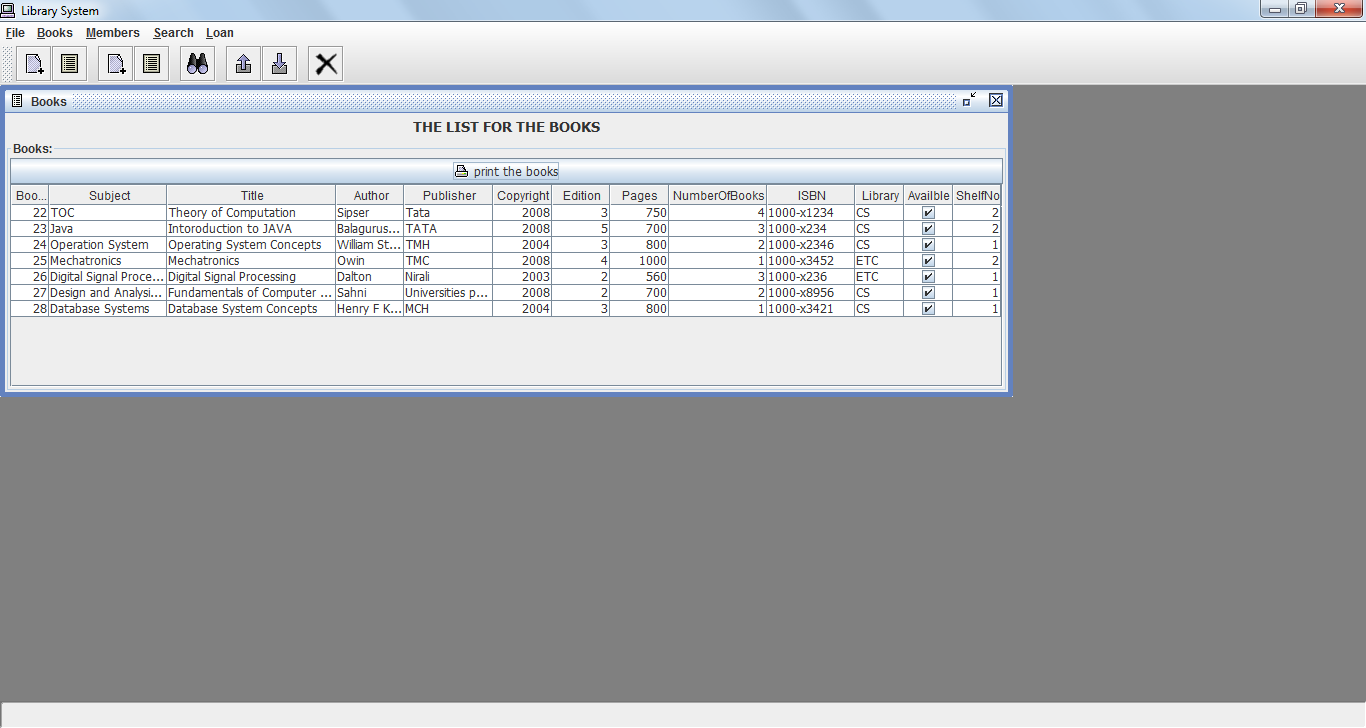 Library System
File Books Members Search Loan
Books
THE LIST FOR THE BOOKS
Books:
print the books
Boo... Subject Title Author Publisher Copyright Edition Pages NumberOfBooks ISBN Library Availble ShelfNo
22 TOC Theory of Computation Sipser Tata 2008 3 750 4 1000-x1234 CS 2
23 Java Intoroduction to JAVA Balagurus... TATA 2008 5 700 3 1000-x234 CS 2
24 Operation System Operating System Concepts William St... TMH 2004 3 800 2 1000-x2346 CS 1
25 Mechatronics Mechatronics Owin TMC 2008 4 1000 1 1000-x3452 ETC 2
26 Digital Signal Proce... Digital Signal Processing Dalton Nirali 2003 2 560 3 1000-x236 ETC 1
27 Design and Analysi... Fundamentals of Computer ... Sahni Universities p... 2008 2 700 2 1000-x8956 CS 1
28 Database Systems Database System Concepts Henry F K... MCH 2004 3 800 1 1000-x3421 CS 1